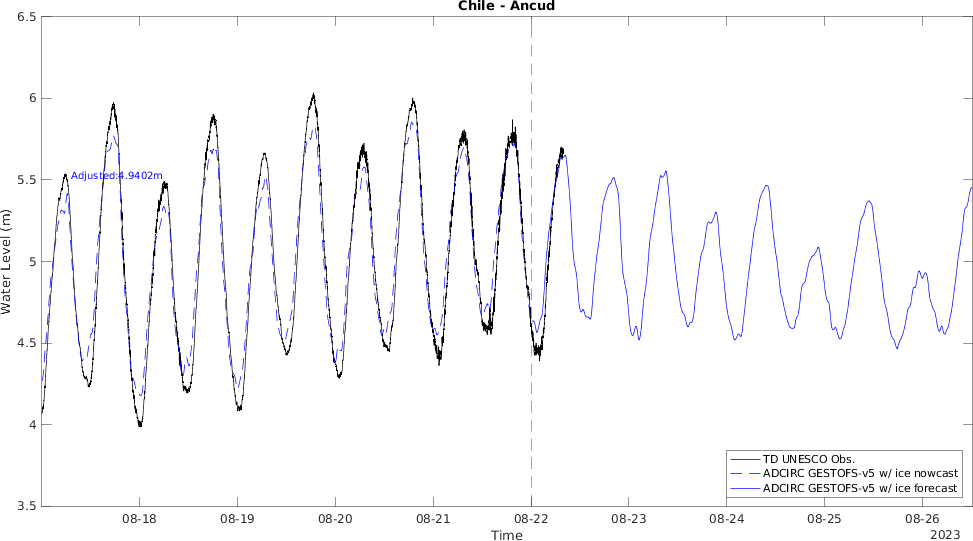 Chile - Ancud
6.5
6
5.5
5
4.5
4
3.5
Water Level (m)
Adjusted:4.9402m
TD UNESCO Obs.
ADCIRC GESTOFS-v5 w/ ice nowcast
ADCIRC GESTOFS-v5 w/ ice forecast
08-18 08-19 08-20 08-21 08-22 08-23 08-24 08-25 08-26
Time
2023